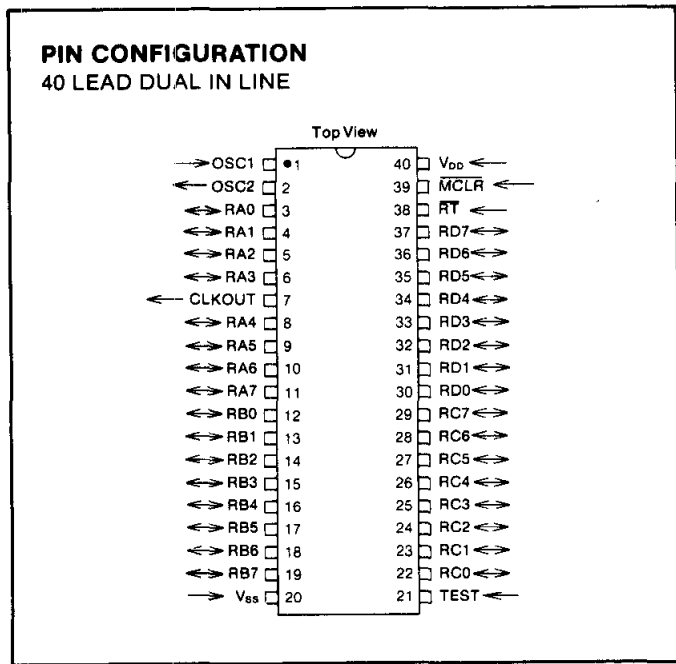 PIN CONFIGURATION
40 LEAD DUAL IN LINE
Top View
OSC1 1 40 VDD
OSC2 2 39 MCLR
RA0 3 38 RT
RA1 4 37 RD7
RA2 5 36 RD6
RA3 6 35 RD5
CLKOUT 7 34 RD4
RA4 8 33 RD3
RA5 9 32 RD2
RA6 10 31 RD1
RA7 11 30 RD0
RB0 12 29 RC7
RB1 13 28 RC6
RB2 14 27 RC5
RB3 15 26 RC4
RB4 16 25 RC3
RB5 17 24 RC2
RB6 18 23 RC1
RB7 19 22 RC0
Vss 20 21 TEST